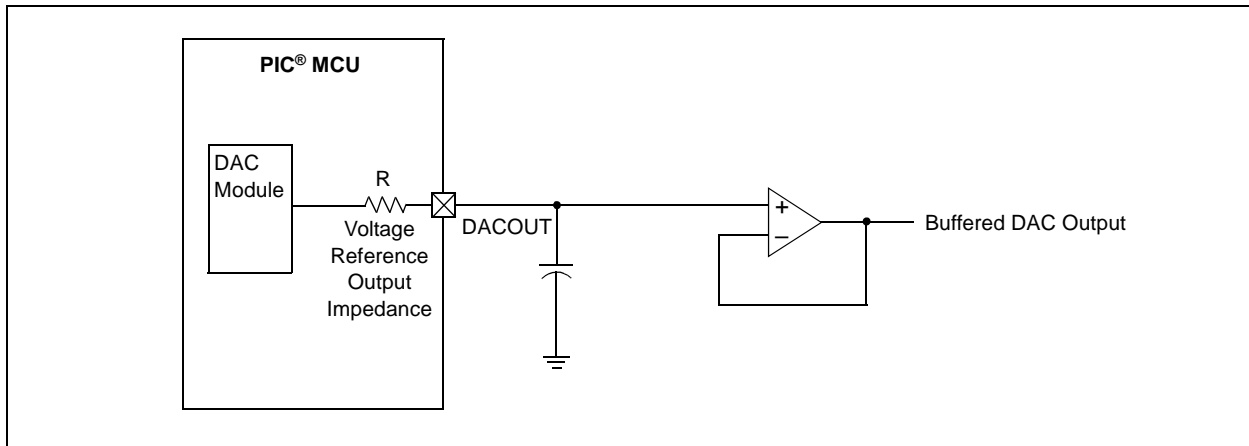 PIC® MCU
DAC
Module
R
Voltage
Reference
Output
Impedance
DACOUT
+
–
Buffered DAC Output